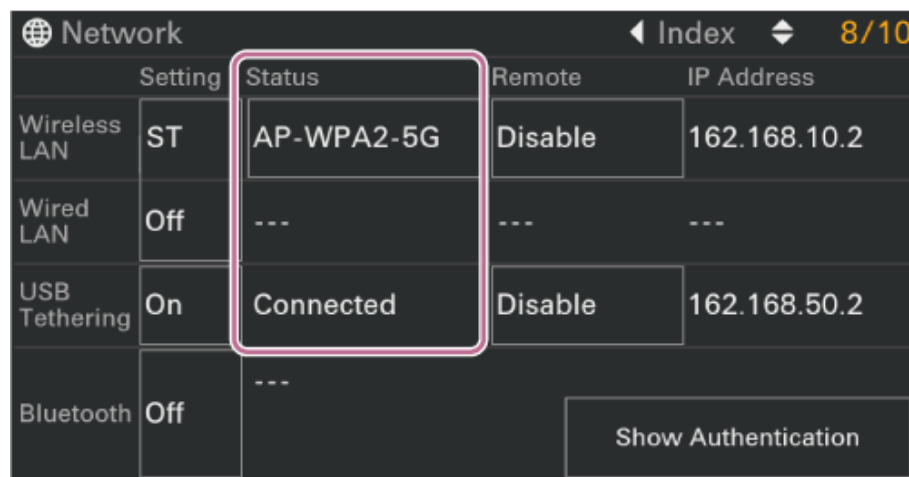 Network Index 8/10
Setting Status Remote IP Address
Wireless LAN ST AP-WPA2-5G Disable 162.168.10.2
Wired LAN Off --- --- ---
USB Tethering On Connected Disable 162.168.50.2
Bluetooth Off ---
Show Authentication